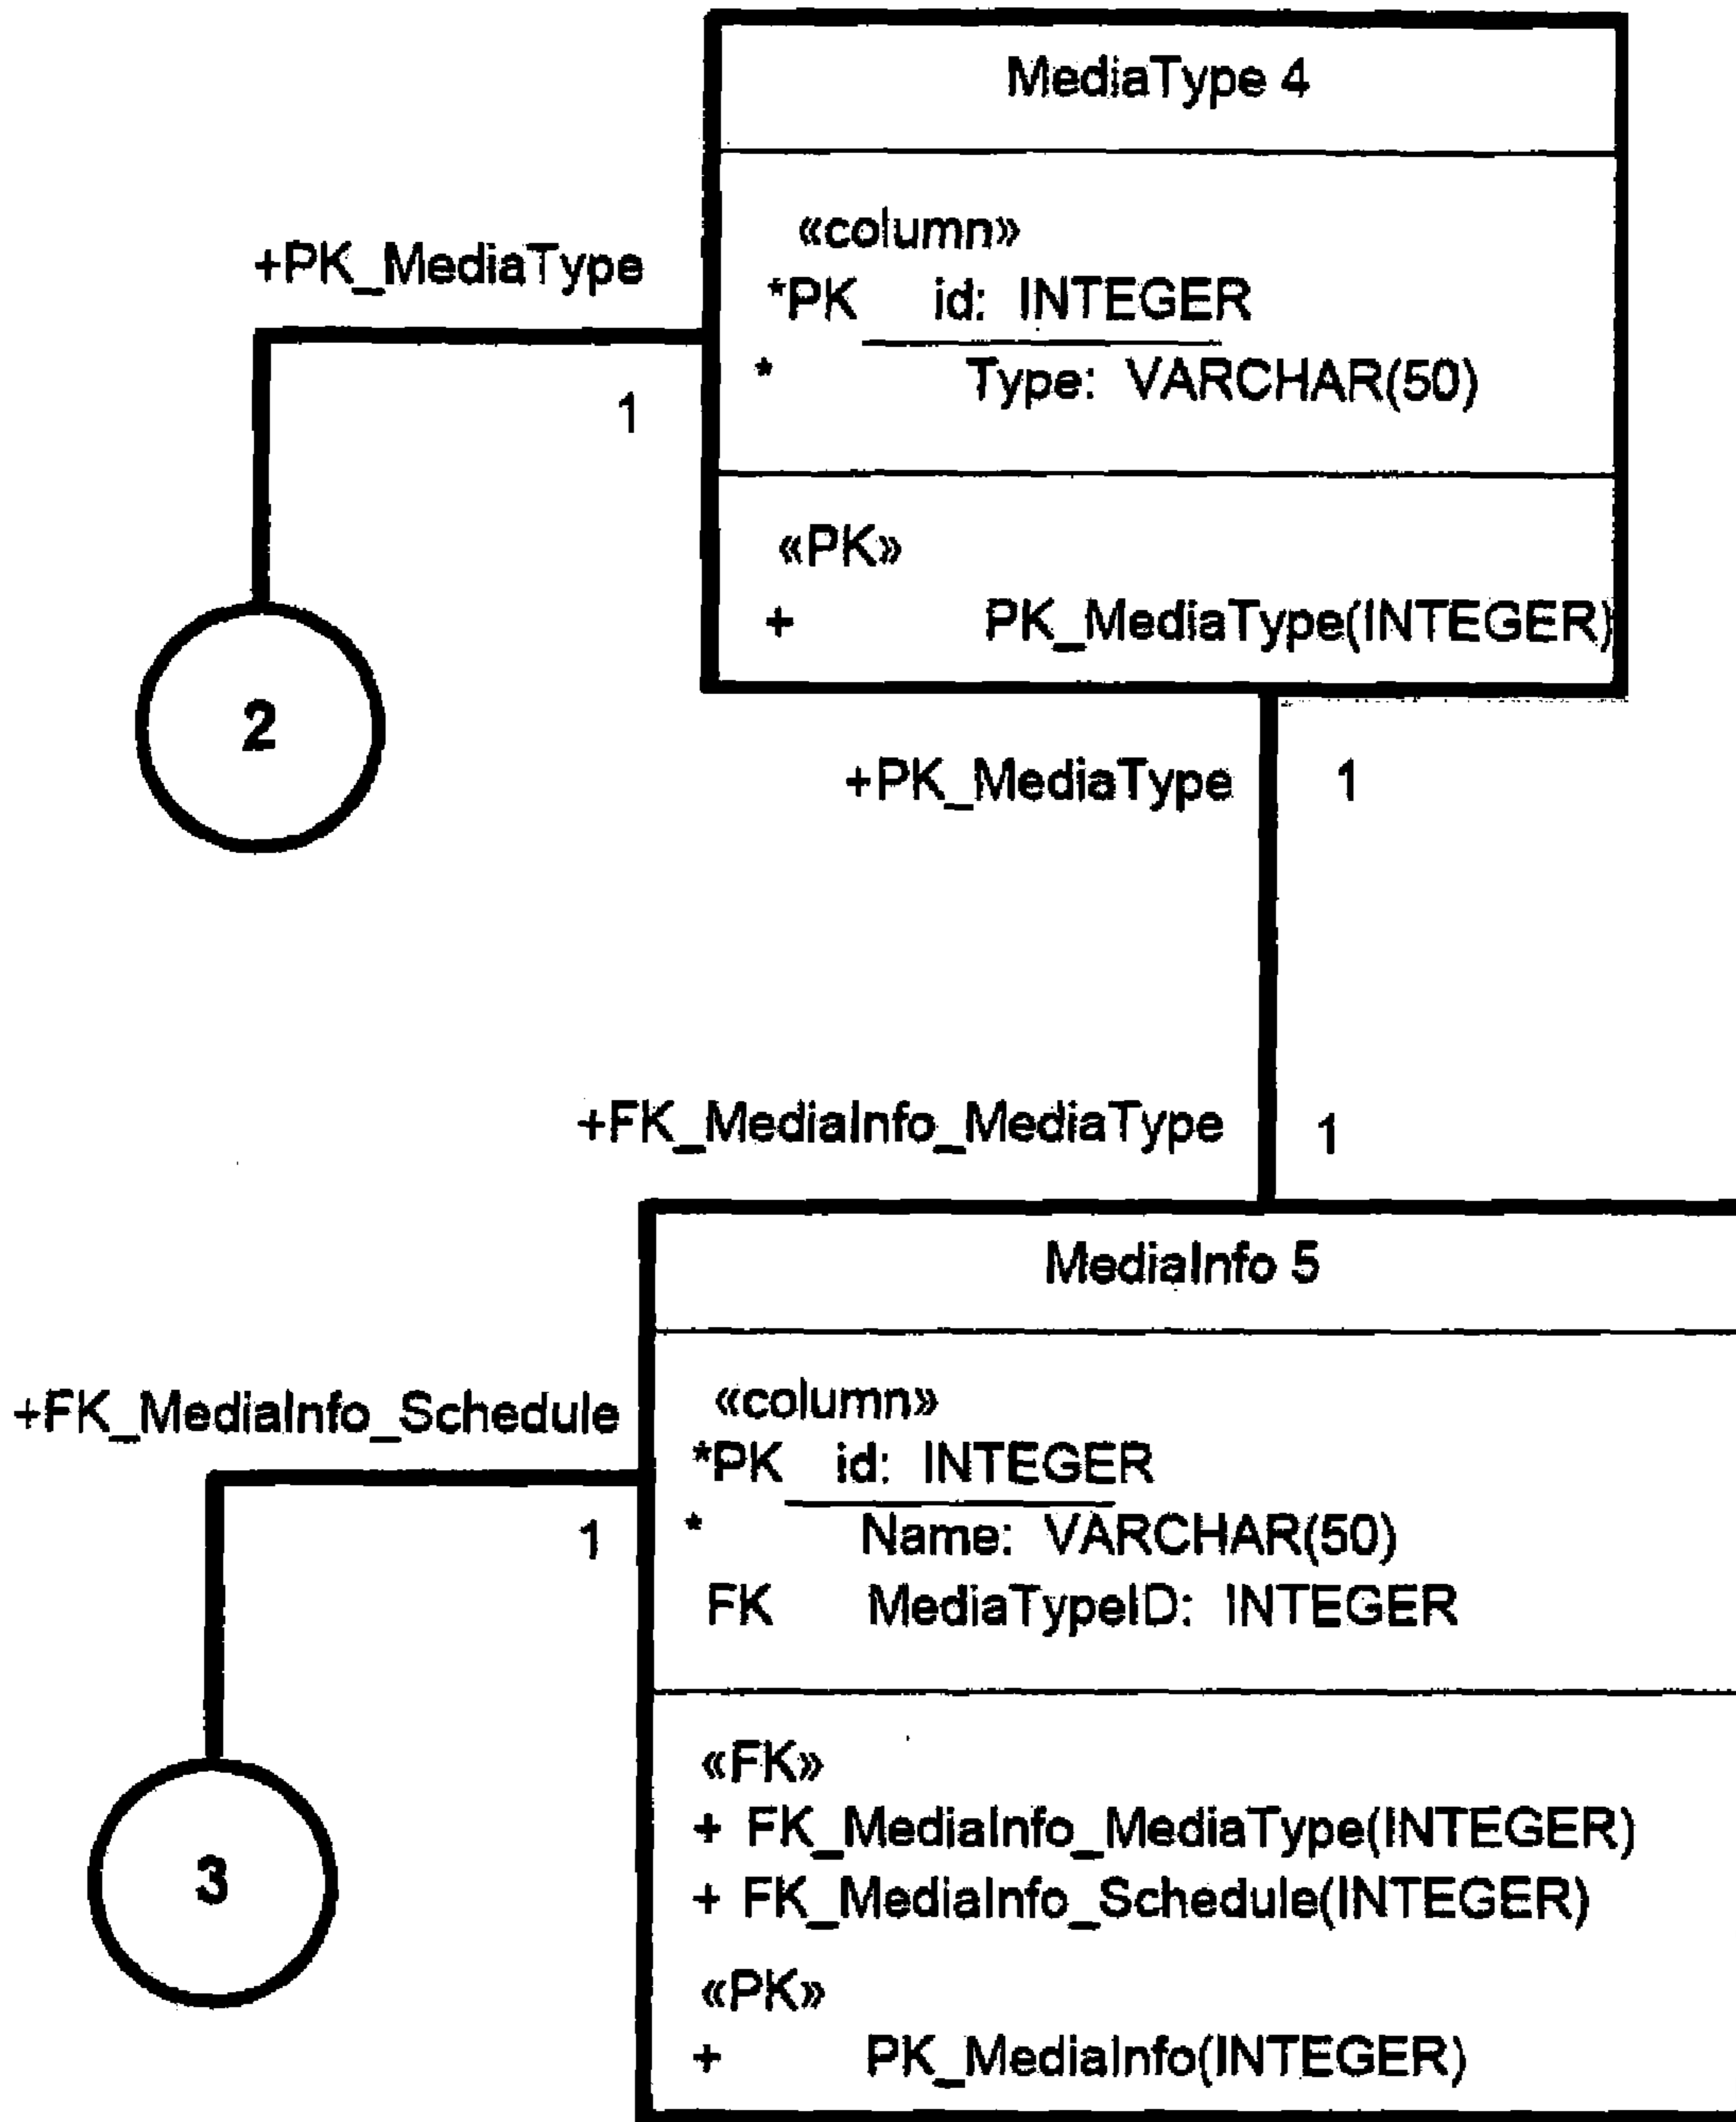 MediaType 4
«column»
*PK id: INTEGER
* Type: VARCHAR(50)
«PK»
+ PK_MediaType(INTEGER)
+PK_MediaType
1
2
+PK_MediaType 1
+FK_MediaInfo_MediaType 1
MediaInfo 5
«column»
*PK id: INTEGER
* Name: VARCHAR(50)
FK MediaTypeID: INTEGER
«FK»
+ FK_MediaInfo_MediaType(INTEGER)
+ FK_MediaInfo_Schedule(INTEGER)
«PK»
+ PK_MediaInfo(INTEGER)
+FK_MediaInfo_Schedule
1
3